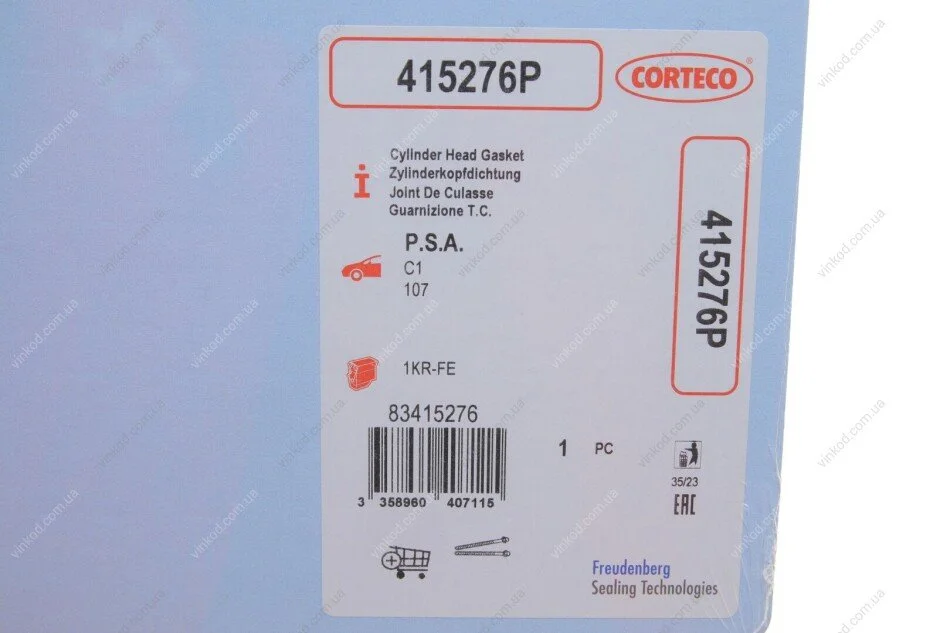 415276P
CORTECO®
Cylinder Head Gasket
Zylinderkopfdichtung
Joint De Culasse
Guarnizione T.C.
415276P
P.S.A.
C1
107
1KR-FE
83415276
1 PC
3 358960 407115
35/23
EAC
Freudenberg
Sealing Technologies
vinkod.com.ua